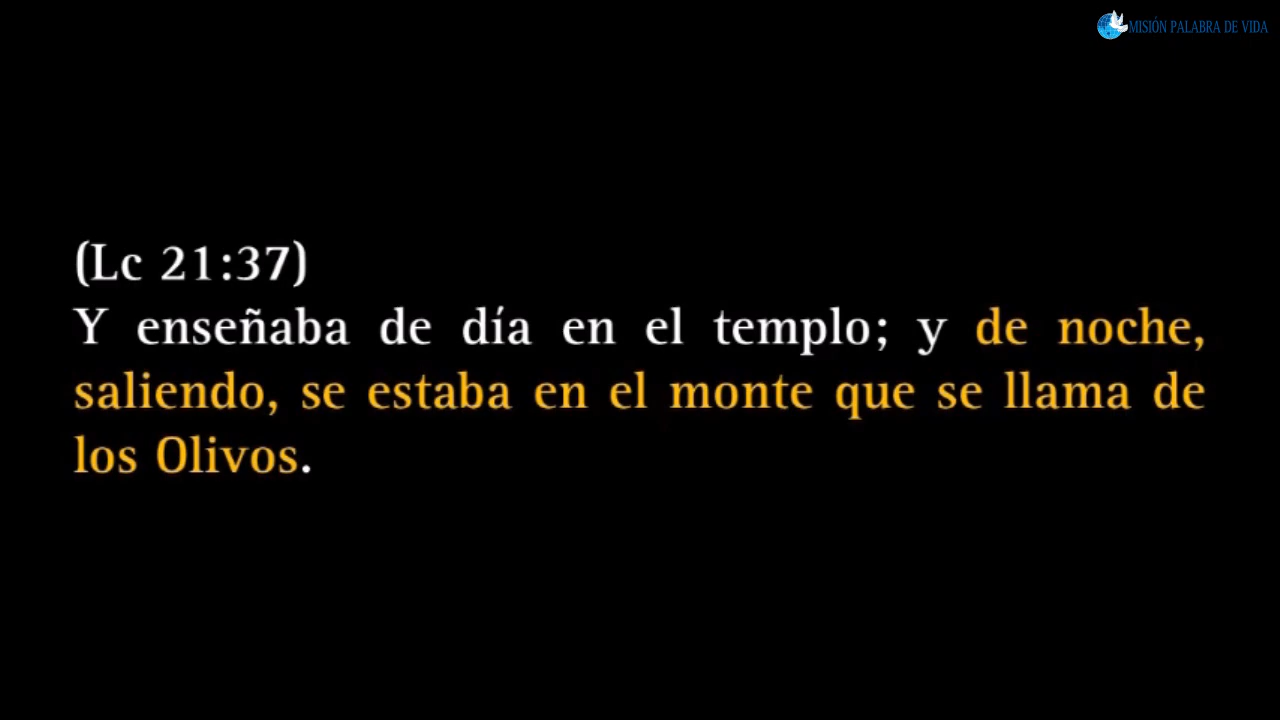 MISIÓN PALABRA DE VIDA
(Lc 21:37)
Y enseñaba de día en el templo; y de noche,
saliendo, se estaba en el monte que se llama de
los Olivos.